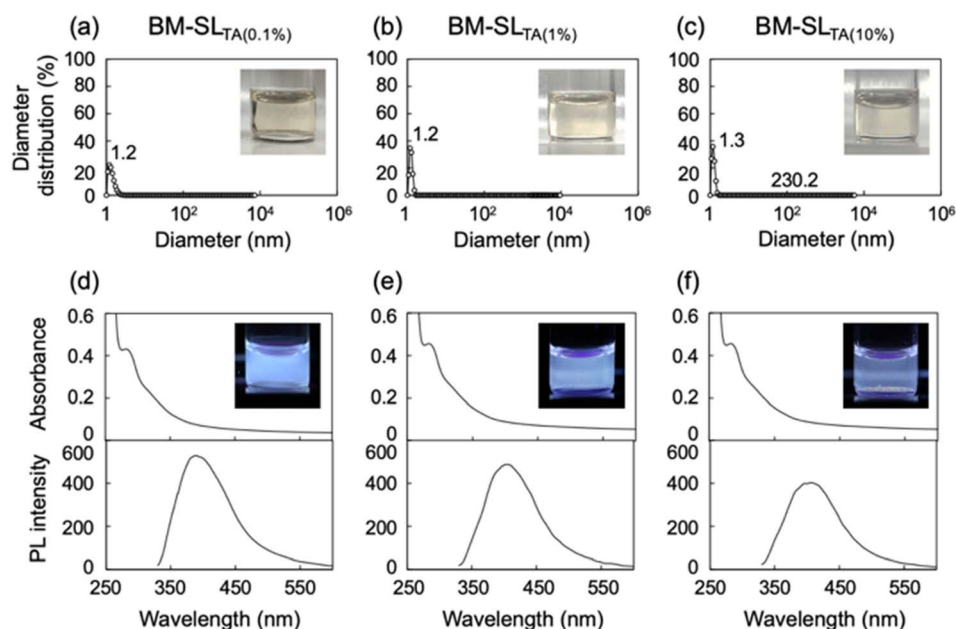 (a) BM-SL_TA(0.1%)
(b) BM-SL_TA(1%)
(c) BM-SL_TA(10%)
Diameter
distribution (%)
100
80
60
40
20
0
1.2
1 10² 10⁴ 10⁶
Diameter (nm)
100
80
60
40
20
0
1.2
1 10² 10⁴ 10⁶
Diameter (nm)
100
80
60
40
20
0
1.3
230.2
1 10² 10⁴ 10⁶
Diameter (nm)
(d)
(e)
(f)
Absorbance
0.6
0.4
0.2
0
0.6
0.4
0.2
0
0.6
0.4
0.2
0
PL intensity
600
400
200
0
250 350 450 550
Wavelength (nm)
600
400
200
0
250 350 450 550
Wavelength (nm)
600
400
200
0
250 350 450 550
Wavelength (nm)